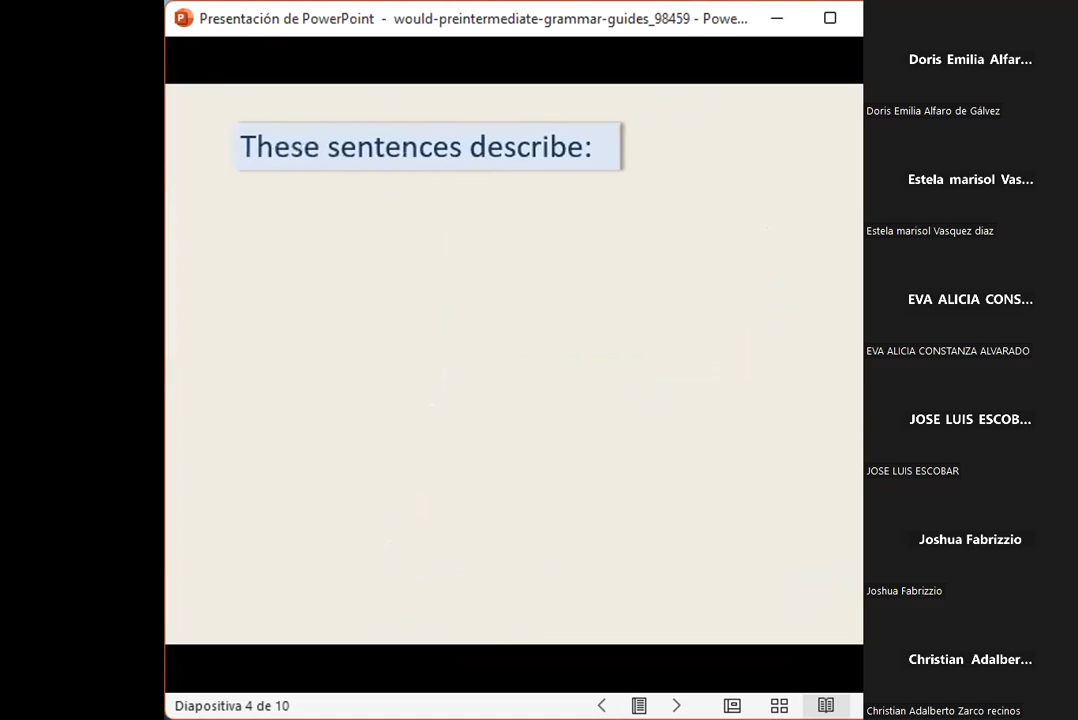 Presentación de PowerPoint - would-preintermediate-grammar-guides_98459 - Powe...
These sentences describe:
Diapositiva 4 de 10
Doris Emilia Alfar...
Doris Emilia Alfaro de Gálvez
Estela marisol Vas...
Estela marisol Vasquez diaz
EVA ALICIA CONS...
EVA ALICIA CONSTANZA ALVARADO
JOSE LUIS ESCOB...
JOSE LUIS ESCOBAR
Joshua Fabrizzio
Joshua Fabrizzio
Christian Adalber...
Christian Adalberto Zarco recinos